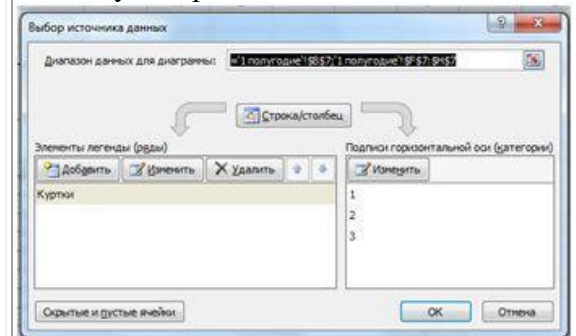 Выбор источника данных
Диапазон данных для диаграммы: ='1 полугодие'!$B$7;'1 полугодие'!$F$7:$H$7
Строка/столбец
Элементы легенды (ряды)
Подписи горизонтальной оси (категории)
Добавить Изменить Удалить
Изменить
Куртки
1
2
3
Скрытые и пустые ячейки
OK Отмена